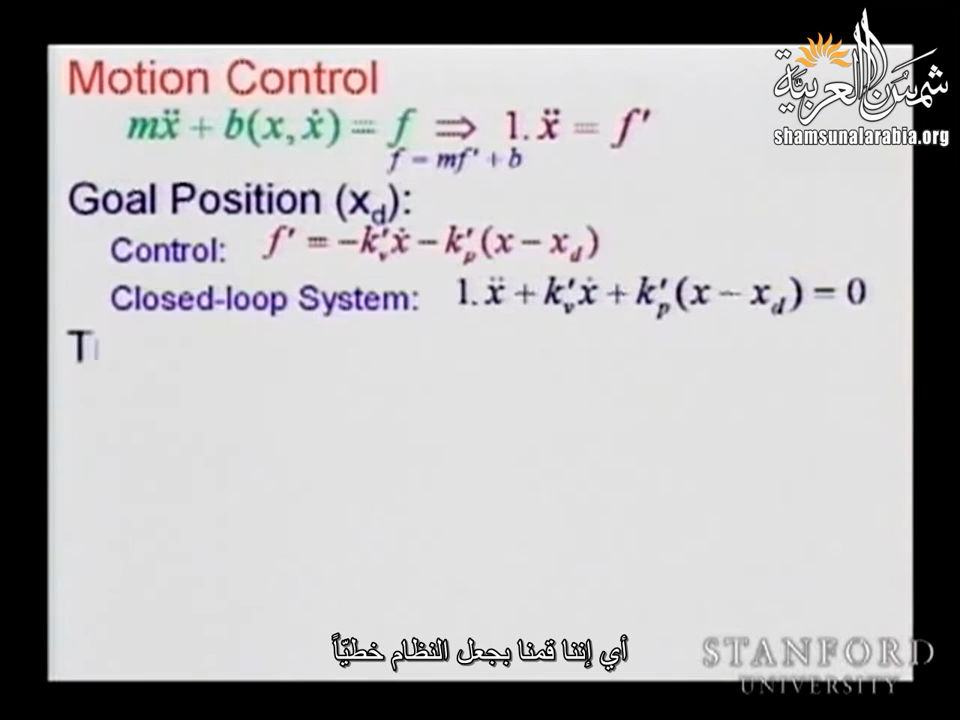 Motion Control
شمس العربية
shamsunalarabia.org
mẍ + b(x, ẋ) = f ⇒ 1. ẍ = f′
f = mf′ + b
Goal Position (x_d):
Control: f′ = −k′_v ẋ − k′_p (x − x_d)
Closed-loop System: 1. ẍ + k′_v ẋ + k′_p (x − x_d) = 0
T
أي إننا قمنا بجعل النظام خطيّاً
STANFORD
UNIVERSITY